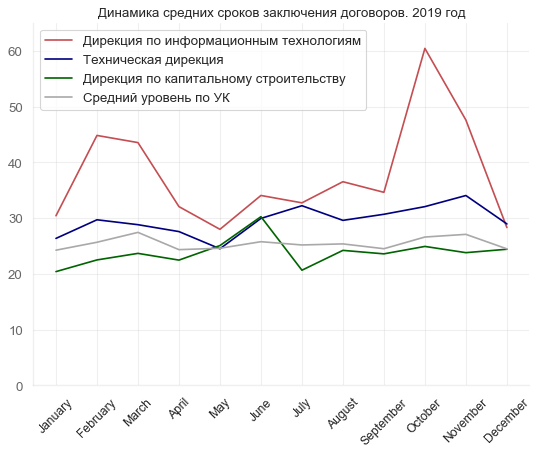 Динамика средних сроков заключения договоров. 2019 год
Дирекция по информационным технологиям
Техническая дирекция
Дирекция по капитальному строительству
Средний уровень по УК
60
50
40
30
20
10
0
January
February
March
April
May
June
July
August
September
October
November
December